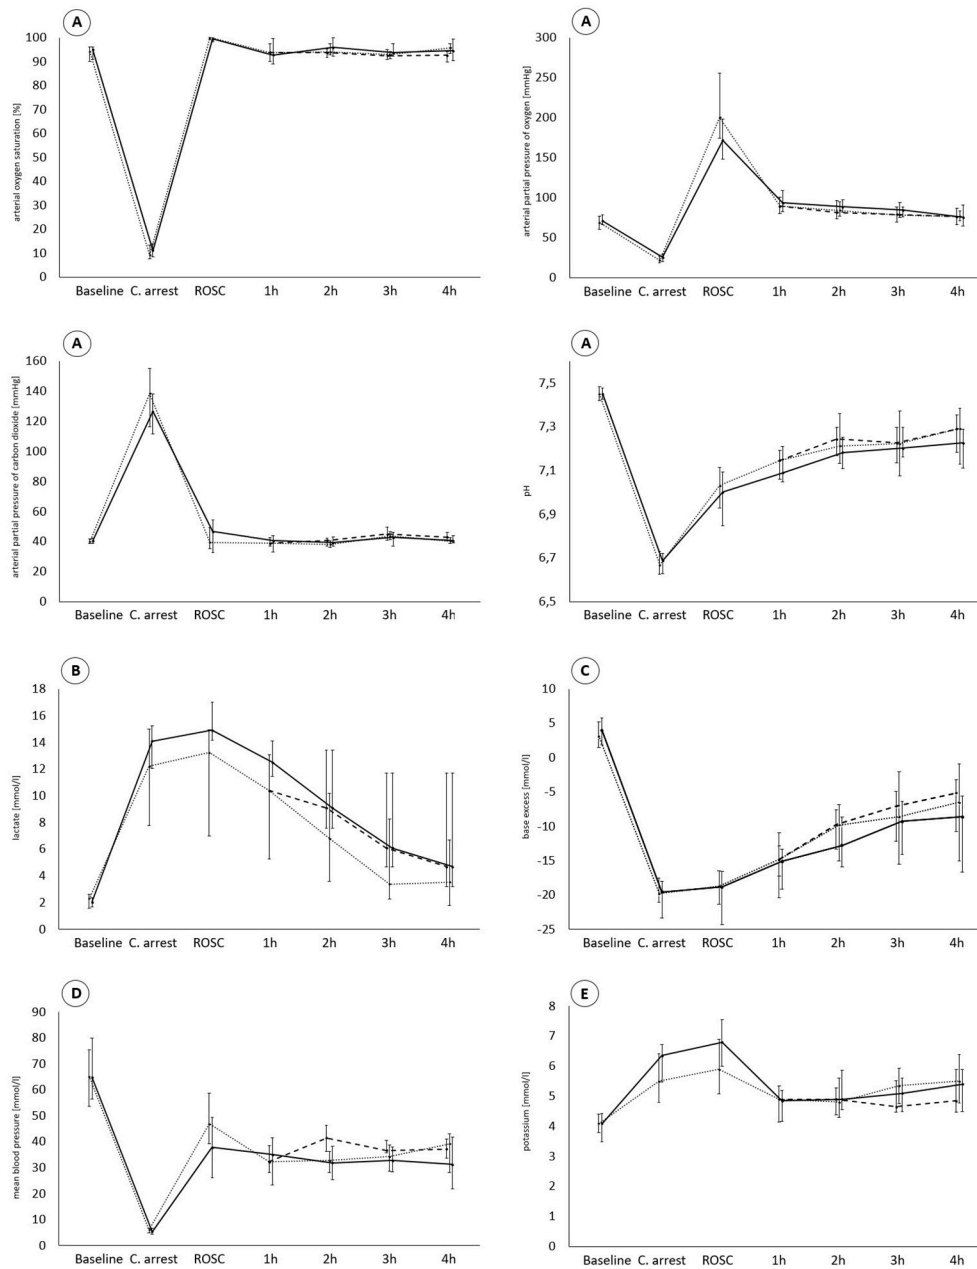 A
arterial oxygen saturation [%]
100
90
80
70
60
50
40
30
20
10
0
Baseline C. arrest ROSC 1h 2h 3h 4h
A
arterial partial pressure of oxygen [mmHg]
300
250
200
150
100
50
0
Baseline C. arrest ROSC 1h 2h 3h 4h
A
arterial partial pressure of carbon dioxide [mmHg]
160
140
120
100
80
60
40
20
0
Baseline C. arrest ROSC 1h 2h 3h 4h
A
pH
7,5
7,3
7,1
6,9
6,7
6,5
Baseline C. arrest ROSC 1h 2h 3h 4h
B
lactate [mmol/l]
18
16
14
12
10
8
6
4
2
0
Baseline C. arrest ROSC 1h 2h 3h 4h
C
base excess [mmol/l]
10
5
0
-5
-10
-15
-20
-25
Baseline C. arrest ROSC 1h 2h 3h 4h
D
mean blood pressure [mmol/l]
90
80
70
60
50
40
30
20
10
0
Baseline C. arrest ROSC 1h 2h 3h 4h
E
potassium [mmol/l]
8
7
6
5
4
3
2
1
0
Baseline C. arrest ROSC 1h 2h 3h 4h